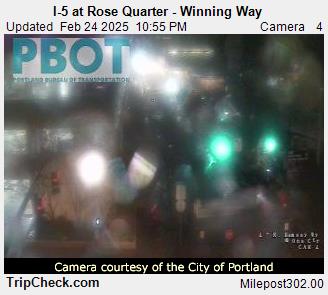 I-5 at Rose Quarter - Winning Way
Updated Feb 24 2025 10:55 PM Camera 4
PBOT
PORTLAND BUREAU OF TRANSPORTATION
Camera courtesy of the City of Portland
TripCheck.com Milepost302.00